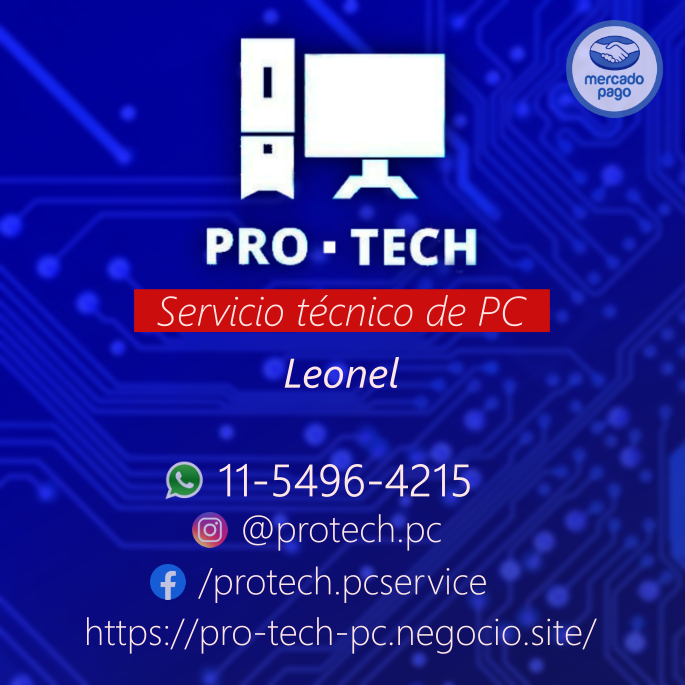 mercado
pago
PRO · TECH
Servicio técnico de PC
Leonel
11-5496-4215
@protech.pc
/protech.pcservice
https://pro-tech-pc.negocio.site/